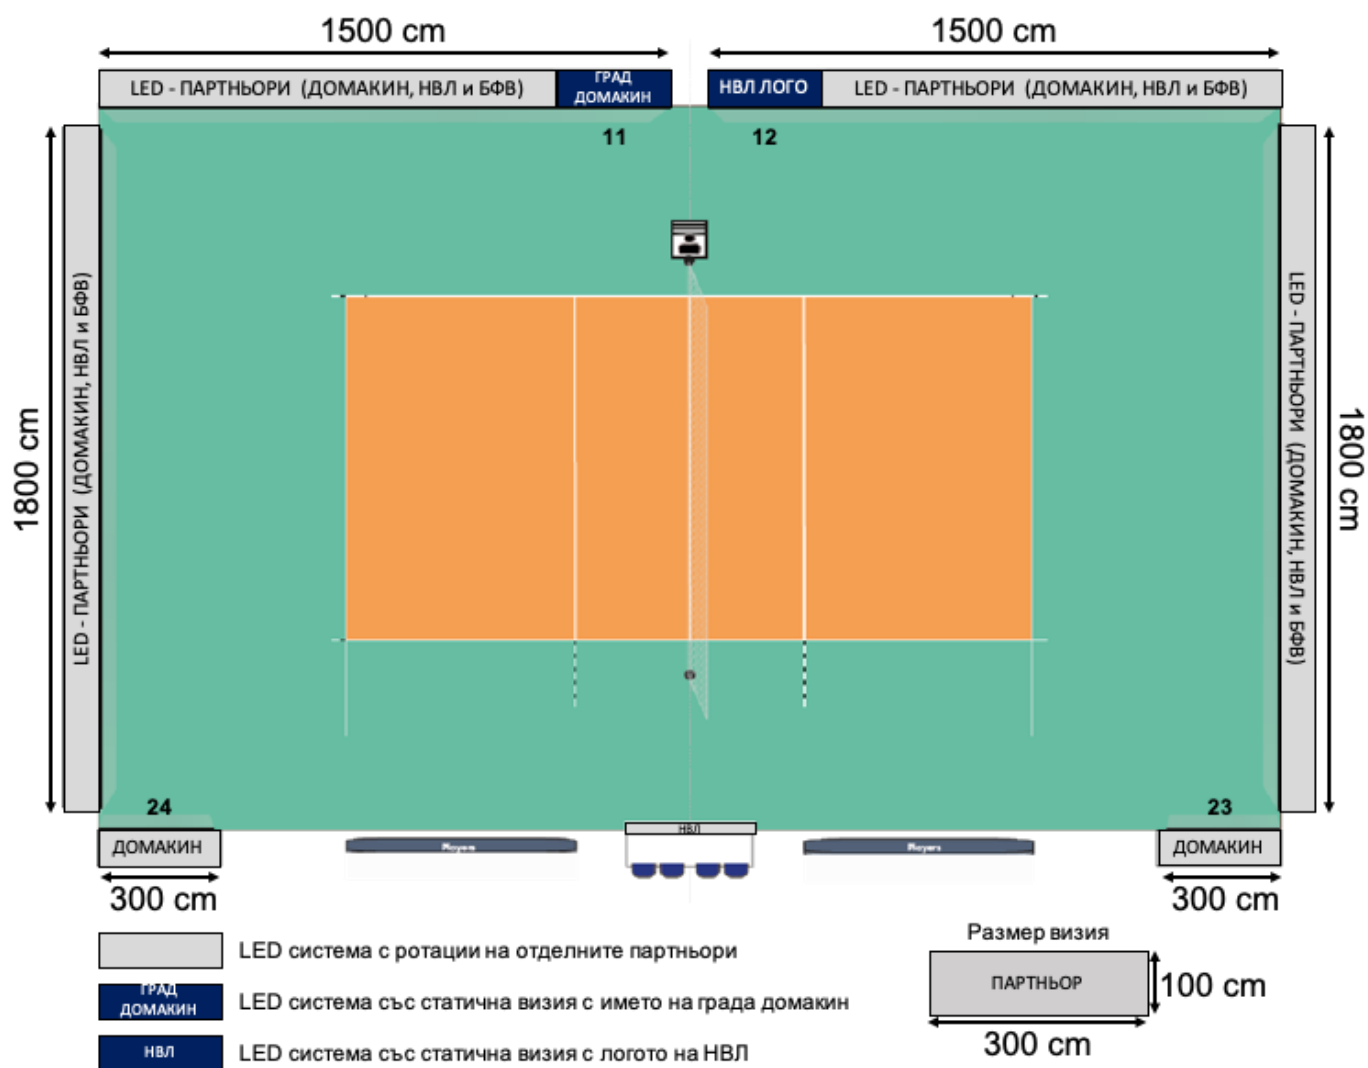 1500 cm
1500 cm
LED - ПАРТНЬОРИ (ДОМАКИН, НВЛ и БФВ)
ГРАД
ДОМАКИН
НВЛ ЛОГО
LED - ПАРТНЬОРИ (ДОМАКИН, НВЛ и БФВ)
11
12
1800 cm
LED - ПАРТНЬОРИ (ДОМАКИН, НВЛ и БФВ)
LED - ПАРТНЬОРИ (ДОМАКИН, НВЛ и БФВ)
1800 cm
24
23
ДОМАКИН
Players
НВЛ
Players
ДОМАКИН
300 cm
300 cm
LED система с ротации на отделните партньори
ГРАД
ДОМАКИН
LED система със статична визия с името на града домакин
НВЛ
LED система със статична визия с логото на НВЛ
Размер визия
ПАРТНЬОР
100 cm
300 cm